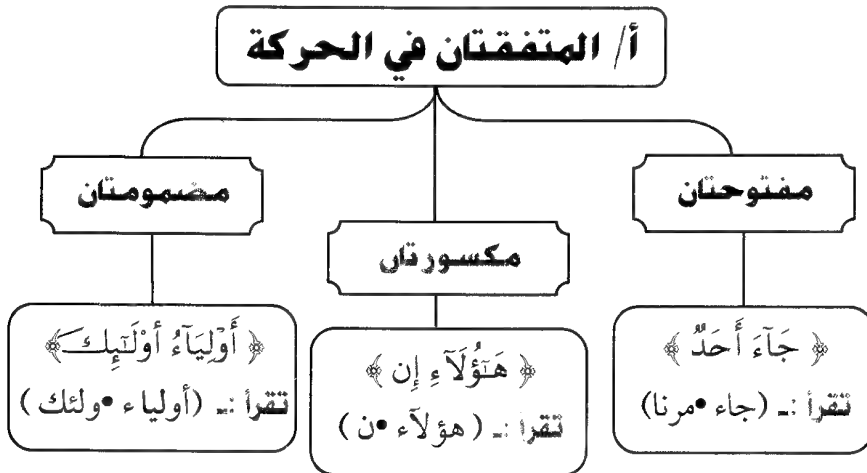 أ/ المتفقتان في الحركة
مفتوحتان
مكسورتان
مضمومتان
﴿ جَآءَ أَحَدٌ ﴾
تقرأ :ـ (جاء •مرنا)
﴿ هَـٰٓؤُلَآءِ إِن ﴾
تقرأ :ـ (هؤلآء •ن )
﴿ أَوْلِيَآءُ أُوْلَـٰٓئِكَ ﴾
تقرأ :ـ (أولياء •ولئك )